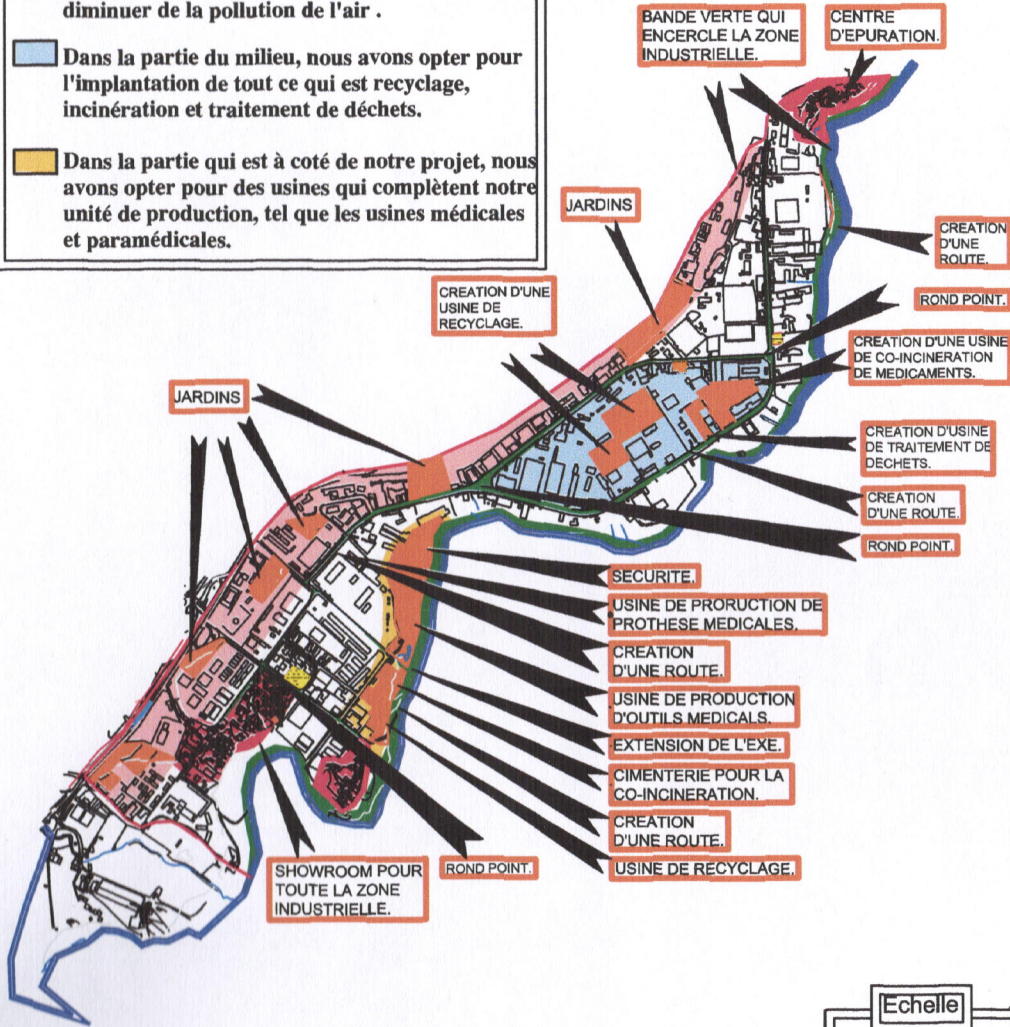 diminuer de la pollution de l'air .
Dans la partie du milieu, nous avons opter pour
l'implantation de tout ce qui est recyclage,
incinération et traitement de déchets.
Dans la partie qui est à coté de notre projet, nous
avons opter pour des usines qui complètent notre
unité de production, tel que les usines médicales
et paramédicales.
BANDE VERTE QUI
ENCERCLE LA ZONE
INDUSTRIELLE.
CENTRE
D'EPURATION.
JARDINS
CREATION
D'UNE
ROUTE.
CREATION D'UNE
USINE DE
RECYCLAGE.
ROND POINT.
CREATION D'UNE USINE
DE CO-INCINERATION
DE MEDICAMENTS.
JARDINS
CREATION D'USINE
DE TRAITEMENT DE
DECHETS.
CREATION
D'UNE ROUTE.
ROND POINT.
SECURITE.
USINE DE PRORUCTION DE
PROTHESE MEDICALES.
CREATION
D'UNE ROUTE.
USINE DE PRODUCTION
D'OUTILS MEDICALS.
EXTENSION DE L'EXE.
CIMENTERIE POUR LA
CO-INCINERATION.
CREATION
D'UNE ROUTE.
USINE DE RECYCLAGE.
SHOWROOM POUR
TOUTE LA ZONE
INDUSTRIELLE.
ROND POINT.
Echelle